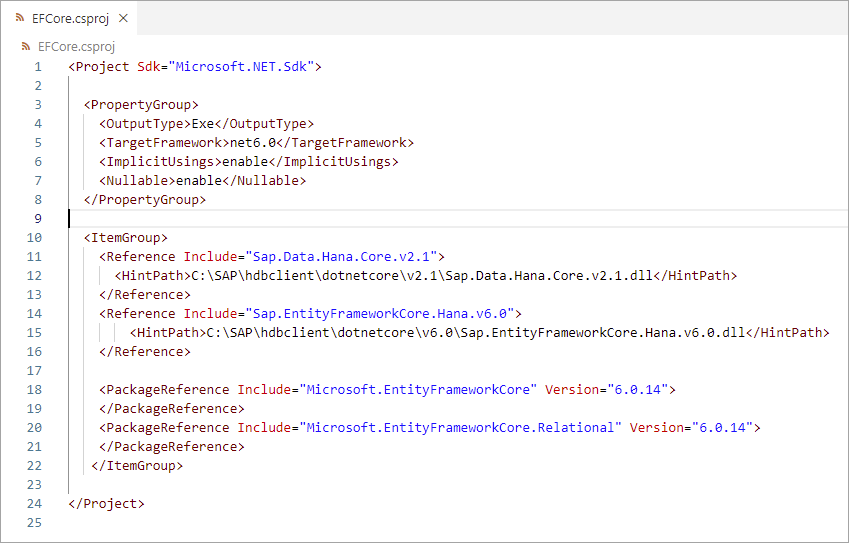 EFCore.csproj
EFCore.csproj
1 <Project Sdk="Microsoft.NET.Sdk">
2
3 <PropertyGroup>
4 <OutputType>Exe</OutputType>
5 <TargetFramework>net6.0</TargetFramework>
6 <ImplicitUsings>enable</ImplicitUsings>
7 <Nullable>enable</Nullable>
8 </PropertyGroup>
9
10 <ItemGroup>
11 <Reference Include="Sap.Data.Hana.Core.v2.1">
12 <HintPath>C:\SAP\hdbclient\dotnetcore\v2.1\Sap.Data.Hana.Core.v2.1.dll</HintPath>
13 </Reference>
14 <Reference Include="Sap.EntityFrameworkCore.Hana.v6.0">
15 <HintPath>C:\SAP\hdbclient\dotnetcore\v6.0\Sap.EntityFrameworkCore.Hana.v6.0.dll</HintPath>
16 </Reference>
17
18 <PackageReference Include="Microsoft.EntityFrameworkCore" Version="6.0.14">
19 </PackageReference>
20 <PackageReference Include="Microsoft.EntityFrameworkCore.Relational" Version="6.0.14">
21 </PackageReference>
22 </ItemGroup>
23
24 </Project>
25